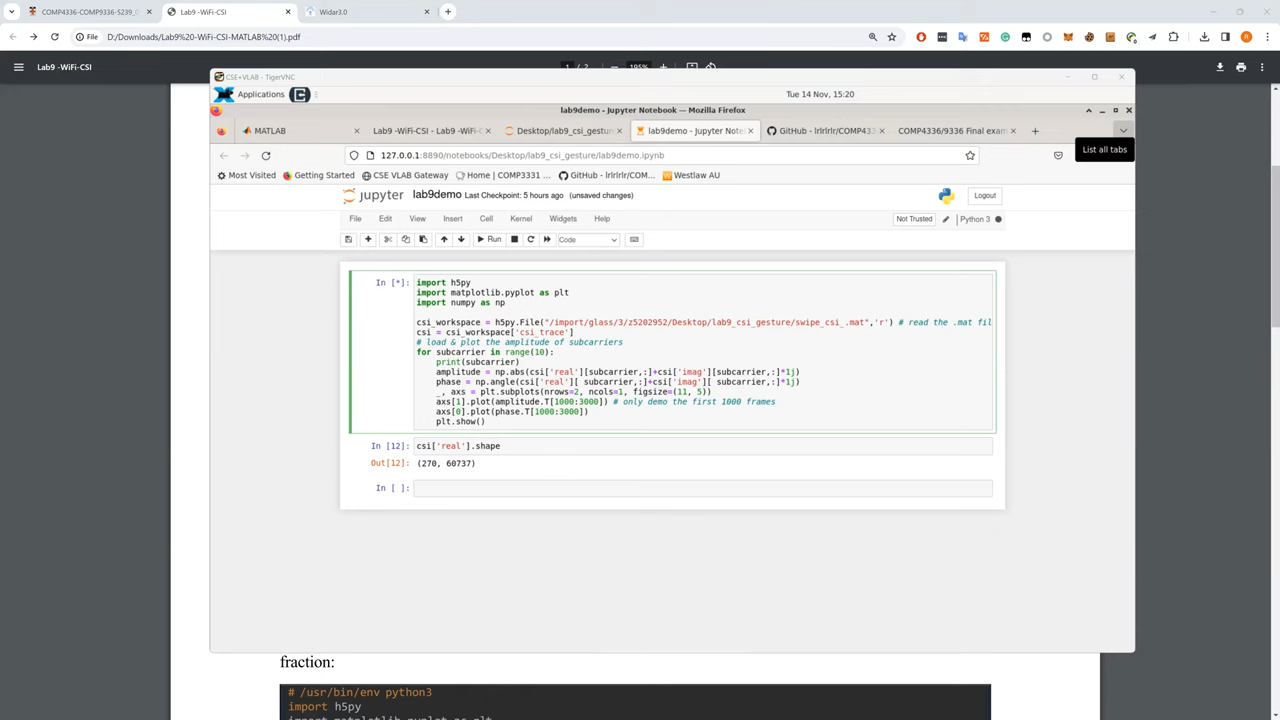 COMP4336-COMP9336-5239_
Lab9 -WiFi-CSI
Widar3.0
File
D:/Downloads/Lab9%20-WiFi-CSI-MATLAB%20(1).pdf
Lab9 -WiFi-CSI
1 / 2
195%
CSE+VLAB - TigerVNC
Applications
Tue 14 Nov, 15:20
lab9demo - Jupyter Notebook — Mozilla Firefox
MATLAB
Lab9 -WiFi-CSI - Lab9 -WiFi-C
Desktop/lab9_csi_gestur
lab9demo - Jupyter Note
GitHub - lrlrlrlr/COMP433
COMP4336/9336 Final exam
List all tabs
127.0.0.1:8890/notebooks/Desktop/lab9_csi_gesture/lab9demo.ipynb
Most Visited
Getting Started
CSE VLAB Gateway
Home | COMP3331 ...
GitHub - lrlrlrlr/COM...
Westlaw AU
jupyter lab9demo Last Checkpoint: 5 hours ago (unsaved changes)
Logout
File Edit View Insert Cell Kernel Widgets Help
Not Trusted
Python 3
Run
Code
In [*]:
import h5py
import matplotlib.pyplot as plt
import numpy as np
csi_workspace = h5py.File("/import/glass/3/z5202952/Desktop/lab9_csi_gesture/swipe_csi_.mat",'r') # read the .mat fil
csi = csi_workspace['csi_trace']
# load & plot the amplitude of subcarriers
for subcarrier in range(10):
    print(subcarrier)
    amplitude = np.abs(csi['real'][subcarrier,:]+csi['imag'][subcarrier,:]*1j)
    phase = np.angle(csi['real'][ subcarrier,:]+csi['imag'][ subcarrier,:]*1j)
    _, axs = plt.subplots(nrows=2, ncols=1, figsize=(11, 5))
    axs[1].plot(amplitude.T[1000:3000]) # only demo the first 1000 frames
    axs[0].plot(phase.T[1000:3000])
    plt.show()
In [12]: csi['real'].shape
Out[12]: (270, 60737)
In [ ]:
fraction:
# /usr/bin/env python3
import h5py
import matplotlib.pyplot as plt